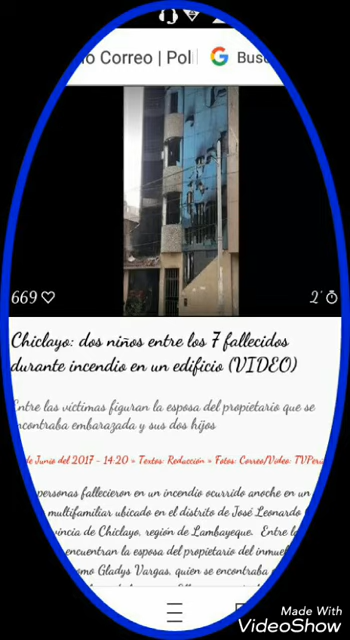 o Correo | Poli
G Bus
669
2'
Chiclayo: dos niños entre los 7 fallecidos
durante incendio en un edificio (VIDEO)
Entre las víctimas figuran la esposa del propietario que se
encontraba embarazada y sus dos hijos
de Junio del 2017 - 14:20 » Textos: Redacción » Fotos: Correo/Video: TVPeru
personas fallecieron en un incendio ocurrido anoche en un
multifamiliar ubicado en el distrito de José Leonardo
vincia de Chiclayo, región de Lambayeque. Entre l
encuentran la esposa del propietario del inmue
omo Gladys Vargas, quien se encontraba
Made With
VideoShow